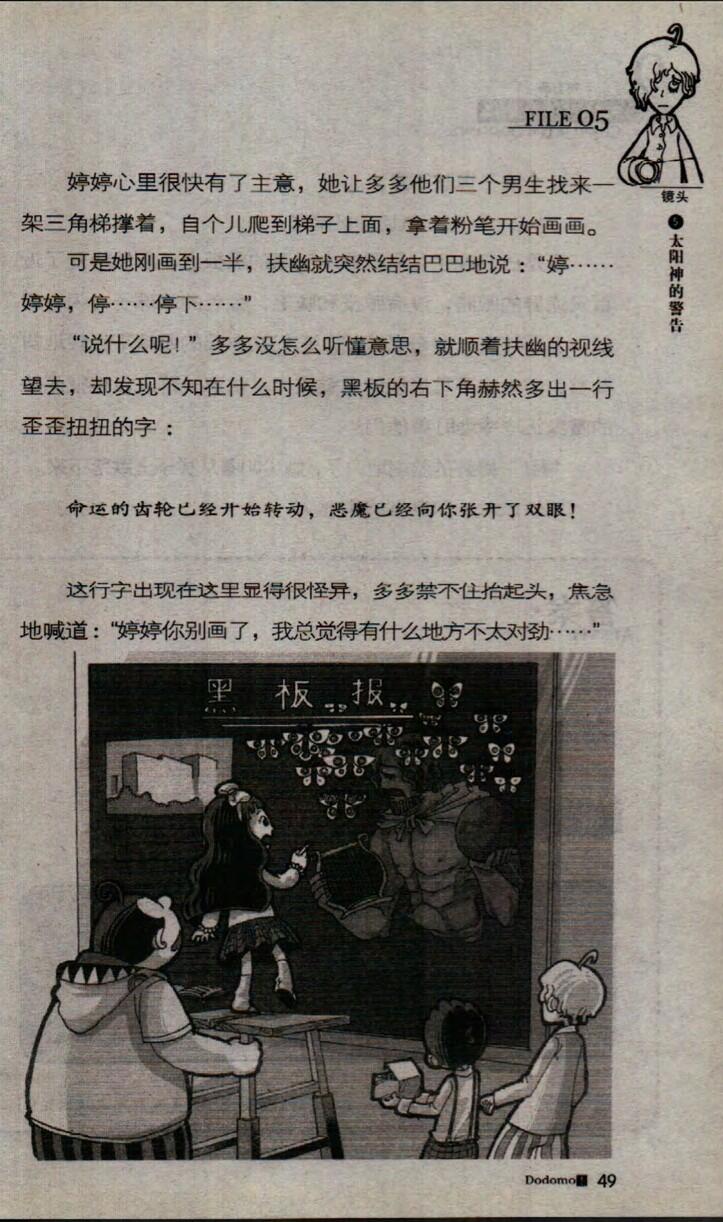 FILE 05
镜头
❺太阳神的警告
婷婷心里很快有了主意，她让多多他们三个男生找来一
架三角梯撑着，自个儿爬到梯子上面，拿着粉笔开始画画。
可是她刚画到一半，扶幽就突然结结巴巴地说：“婷……
婷婷，停……停下……”
“说什么呢！”多多没怎么听懂意思，就顺着扶幽的视线
望去，却发现不知在什么时候，黑板的右下角赫然多出一行
歪歪扭扭的字：
命运的齿轮已经开始转动，恶魔已经向你张开了双眼！
这行字出现在这里显得很怪异，多多禁不住抬起头，焦急
地喊道：“婷婷你别画了，我总觉得有什么地方不太对劲……”
黑板报
Dodomo 49